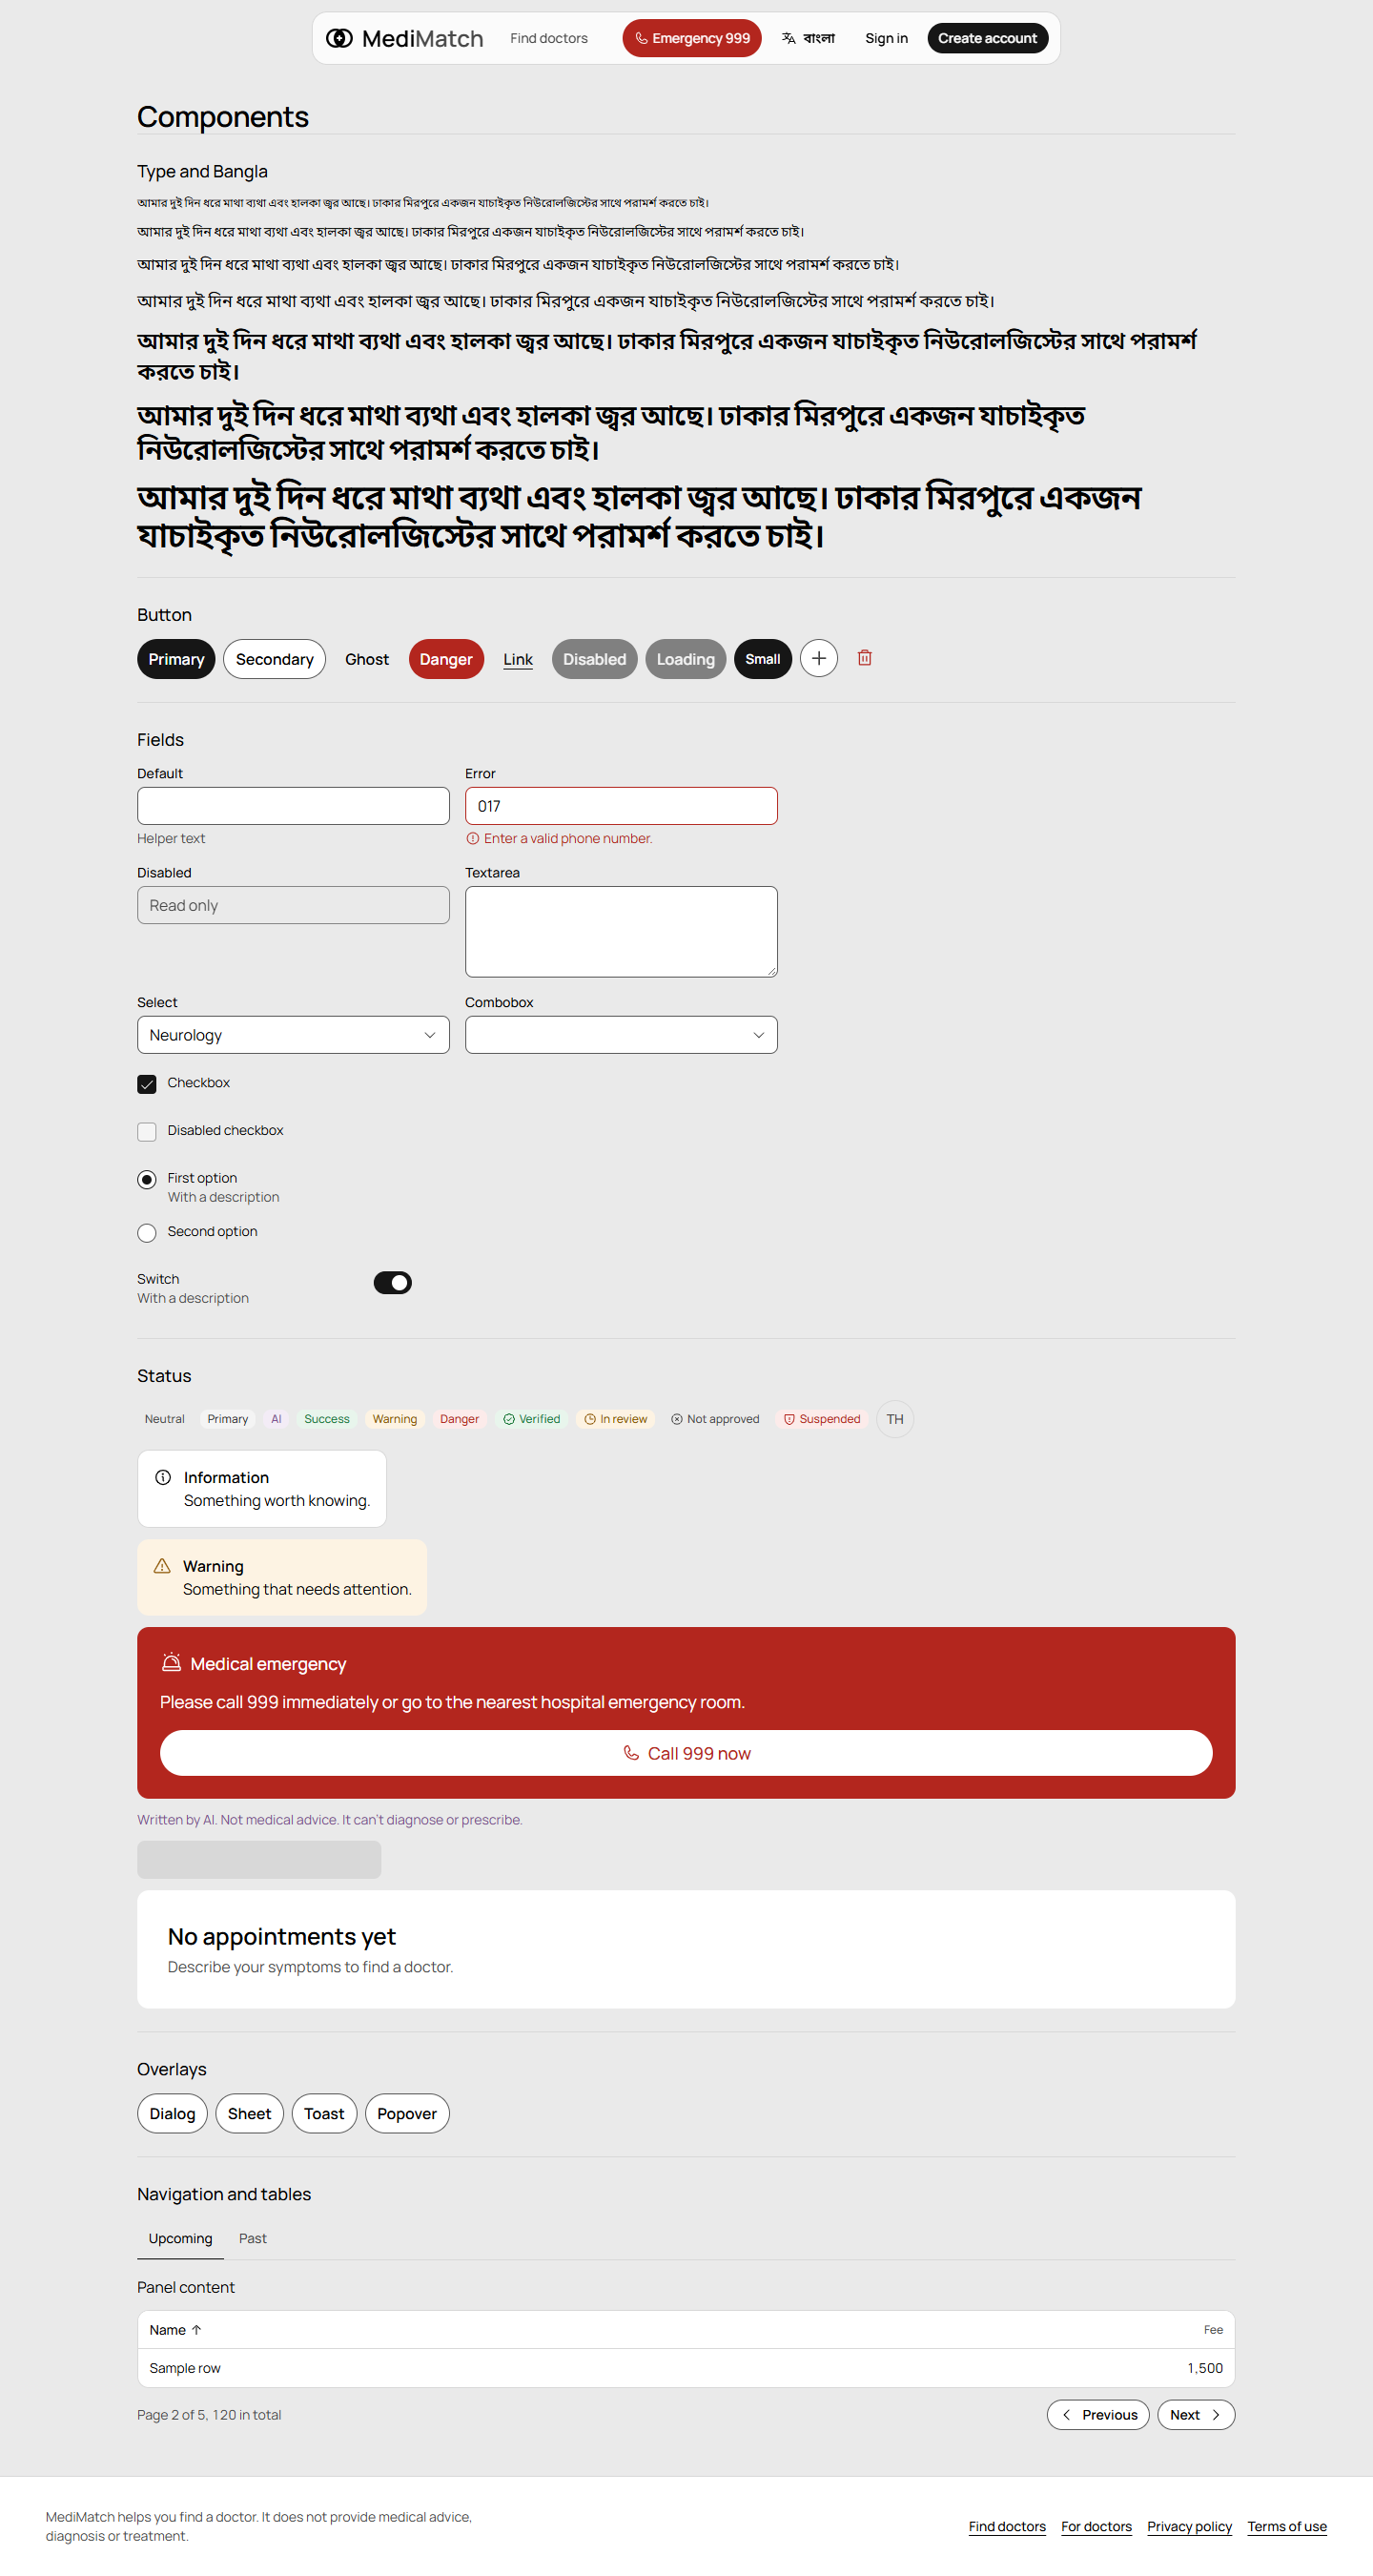 MediMatch
Find doctors
Emergency 999
বাংলা
Sign in
Create account
Components
Type and Bangla
আমার দুই দিন ধরে মাথা ব্যথা এবং হালকা জ্বর আছে। ঢাকার মিরপুরে একজন যাচাইকৃত নিউরোলজিস্টের সাথে পরামর্শ করতে চাই।
আমার দুই দিন ধরে মাথা ব্যথা এবং হালকা জ্বর আছে। ঢাকার মিরপুরে একজন যাচাইকৃত নিউরোলজিস্টের সাথে পরামর্শ করতে চাই।
আমার দুই দিন ধরে মাথা ব্যথা এবং হালকা জ্বর আছে। ঢাকার মিরপুরে একজন যাচাইকৃত নিউরোলজিস্টের সাথে পরামর্শ করতে চাই।
আমার দুই দিন ধরে মাথা ব্যথা এবং হালকা জ্বর আছে। ঢাকার মিরপুরে একজন যাচাইকৃত নিউরোলজিস্টের সাথে পরামর্শ করতে চাই।
আমার দুই দিন ধরে মাথা ব্যথা এবং হালকা জ্বর আছে। ঢাকার মিরপুরে একজন যাচাইকৃত নিউরোলজিস্টের সাথে পরামর্শ
করতে চাই।
আমার দুই দিন ধরে মাথা ব্যথা এবং হালকা জ্বর আছে। ঢাকার মিরপুরে একজন যাচাইকৃত
নিউরোলজিস্টের সাথে পরামর্শ করতে চাই।
আমার দুই দিন ধরে মাথা ব্যথা এবং হালকা জ্বর আছে। ঢাকার মিরপুরে একজন
যাচাইকৃত নিউরোলজিস্টের সাথে পরামর্শ করতে চাই।
Button
Primary
Secondary
Ghost
Danger
Link
Disabled
Loading
Small
Fields
Default
Error
017
Helper text
Enter a valid phone number.
Disabled
Textarea
Read only
Select
Combobox
Neurology
Checkbox
Disabled checkbox
First option
With a description
Second option
Switch
With a description
Status
Neutral
Primary
AI
Success
Warning
Danger
Verified
In review
Not approved
Suspended
TH
Information
Something worth knowing.
Warning
Something that needs attention.
Medical emergency
Please call 999 immediately or go to the nearest hospital emergency room.
Call 999 now
Written by AI. Not medical advice. It can't diagnose or prescribe.
No appointments yet
Describe your symptoms to find a doctor.
Overlays
Dialog
Sheet
Toast
Popover
Navigation and tables
Upcoming
Past
Panel content
Name
Fee
Sample row
1,500
Page 2 of 5, 120 in total
Previous
Next
MediMatch helps you find a doctor. It does not provide medical advice,
diagnosis or treatment.
Find doctors
For doctors
Privacy policy
Terms of use